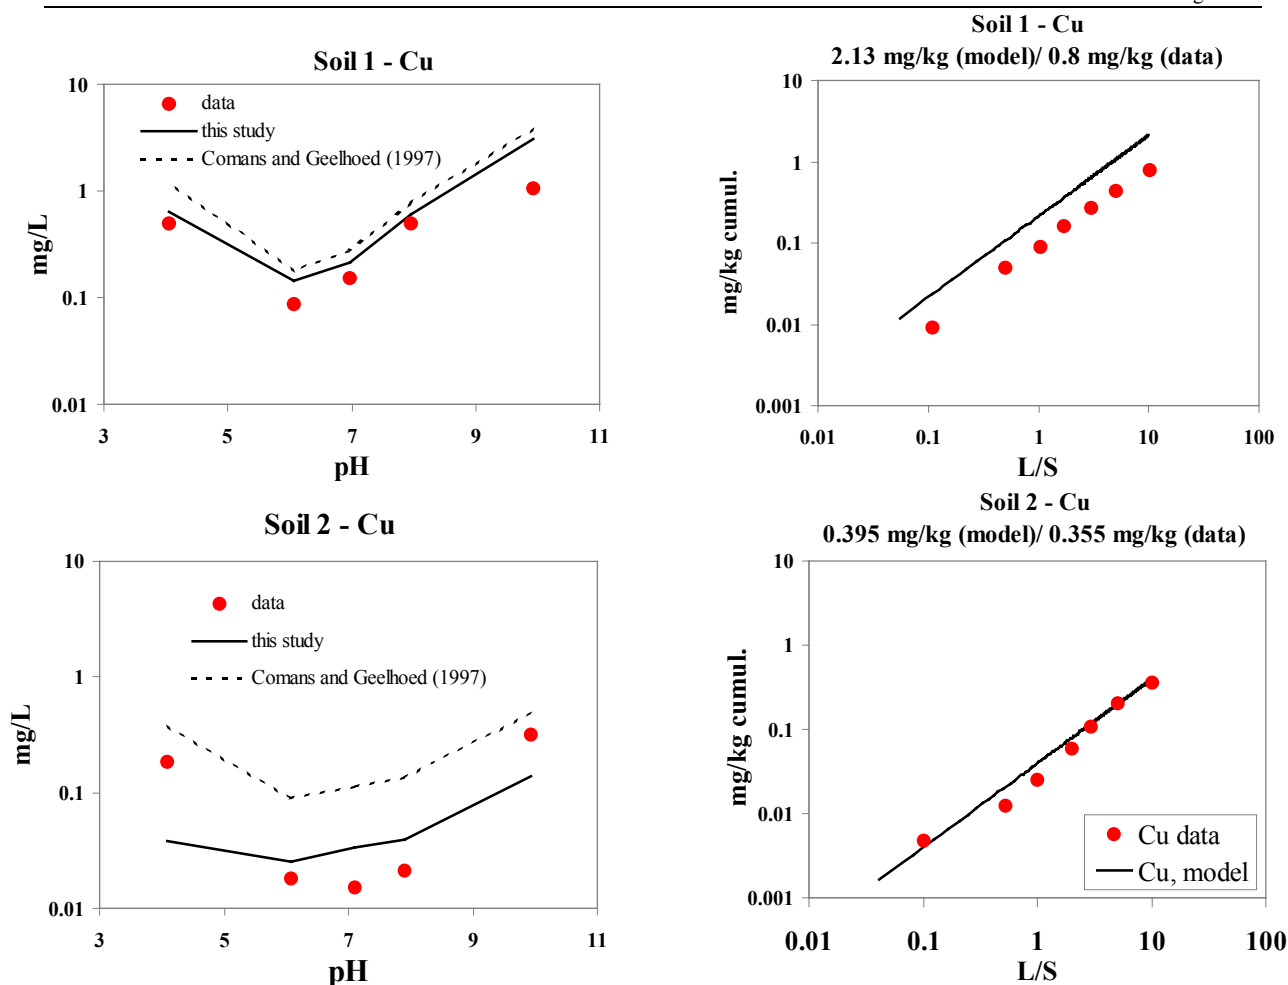 Soil 1 - Cu
10
1
0.1
0.01
mg/L
data
this study
Comans and Geelhoed (1997)
3 5 7 9 11
pH
Soil 1 - Cu
2.13 mg/kg (model)/ 0.8 mg/kg (data)
10
1
0.1
0.01
0.001
mg/kg cumul.
0.01 0.1 1 10 100
L/S
Soil 2 - Cu
10
1
0.1
0.01
mg/L
data
this study
Comans and Geelhoed (1997)
3 5 7 9 11
pH
Soil 2 - Cu
0.395 mg/kg (model)/ 0.355 mg/kg (data)
10
1
0.1
0.01
0.001
mg/kg cumul.
Cu data
Cu, model
0.01 0.1 1 10 100
L/S